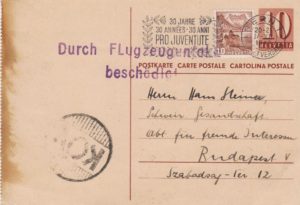 30 JAHRE
30 ANNÉES - 30 ANNI
PRO JUVENTUTE
10
HELVETIA
Durch Flugzeug
beschädigt
POSTKARTE CARTE POSTALE CARTOLINA POSTALE
Herrn Hans Steiner,
Schweiz. Gesandtschaft
Abt. für fremde Interessen
Budapest V
Szabadság-tér 12